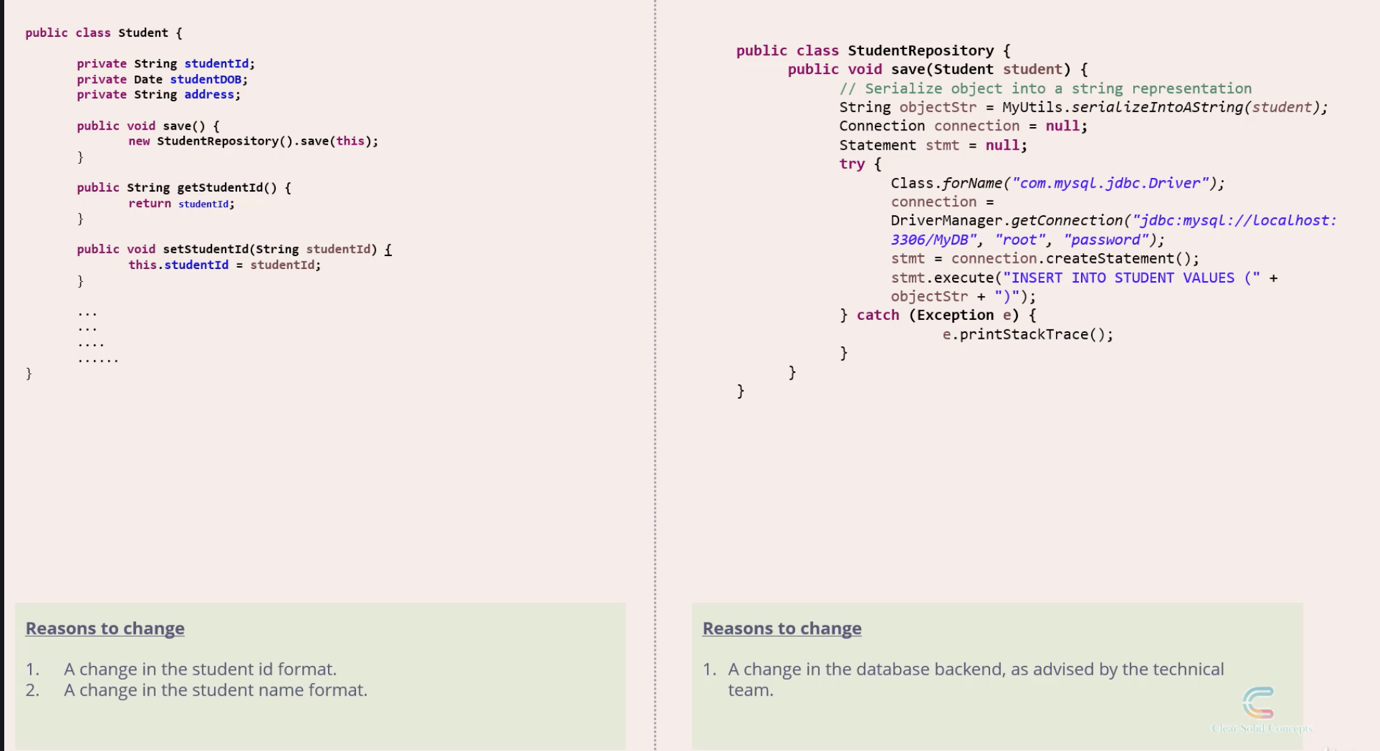 public class Student {
private String studentId;
private Date studentDOB;
private String address;
public void save() {
new StudentRepository().save(this);
}
public String getStudentId() {
return studentId;
}
public void setStudentId(String studentId) {
this.studentId = studentId;
}
...
...
....
......
}
Reasons to change
1. A change in the student id format.
2. A change in the student name format.
public class StudentRepository {
public void save(Student student) {
// Serialize object into a string representation
String objectStr = MyUtils.serializeIntoAString(student);
Connection connection = null;
Statement stmt = null;
try {
Class.forName("com.mysql.jdbc.Driver");
connection =
DriverManager.getConnection("jdbc:mysql://localhost:
3306/MyDB", "root", "password");
stmt = connection.createStatement();
stmt.execute("INSERT INTO STUDENT VALUES (" +
objectStr + ")");
} catch (Exception e) {
e.printStackTrace();
}
}
}
Reasons to change
1. A change in the database backend, as advised by the technical
team.
Clear Solid Concepts